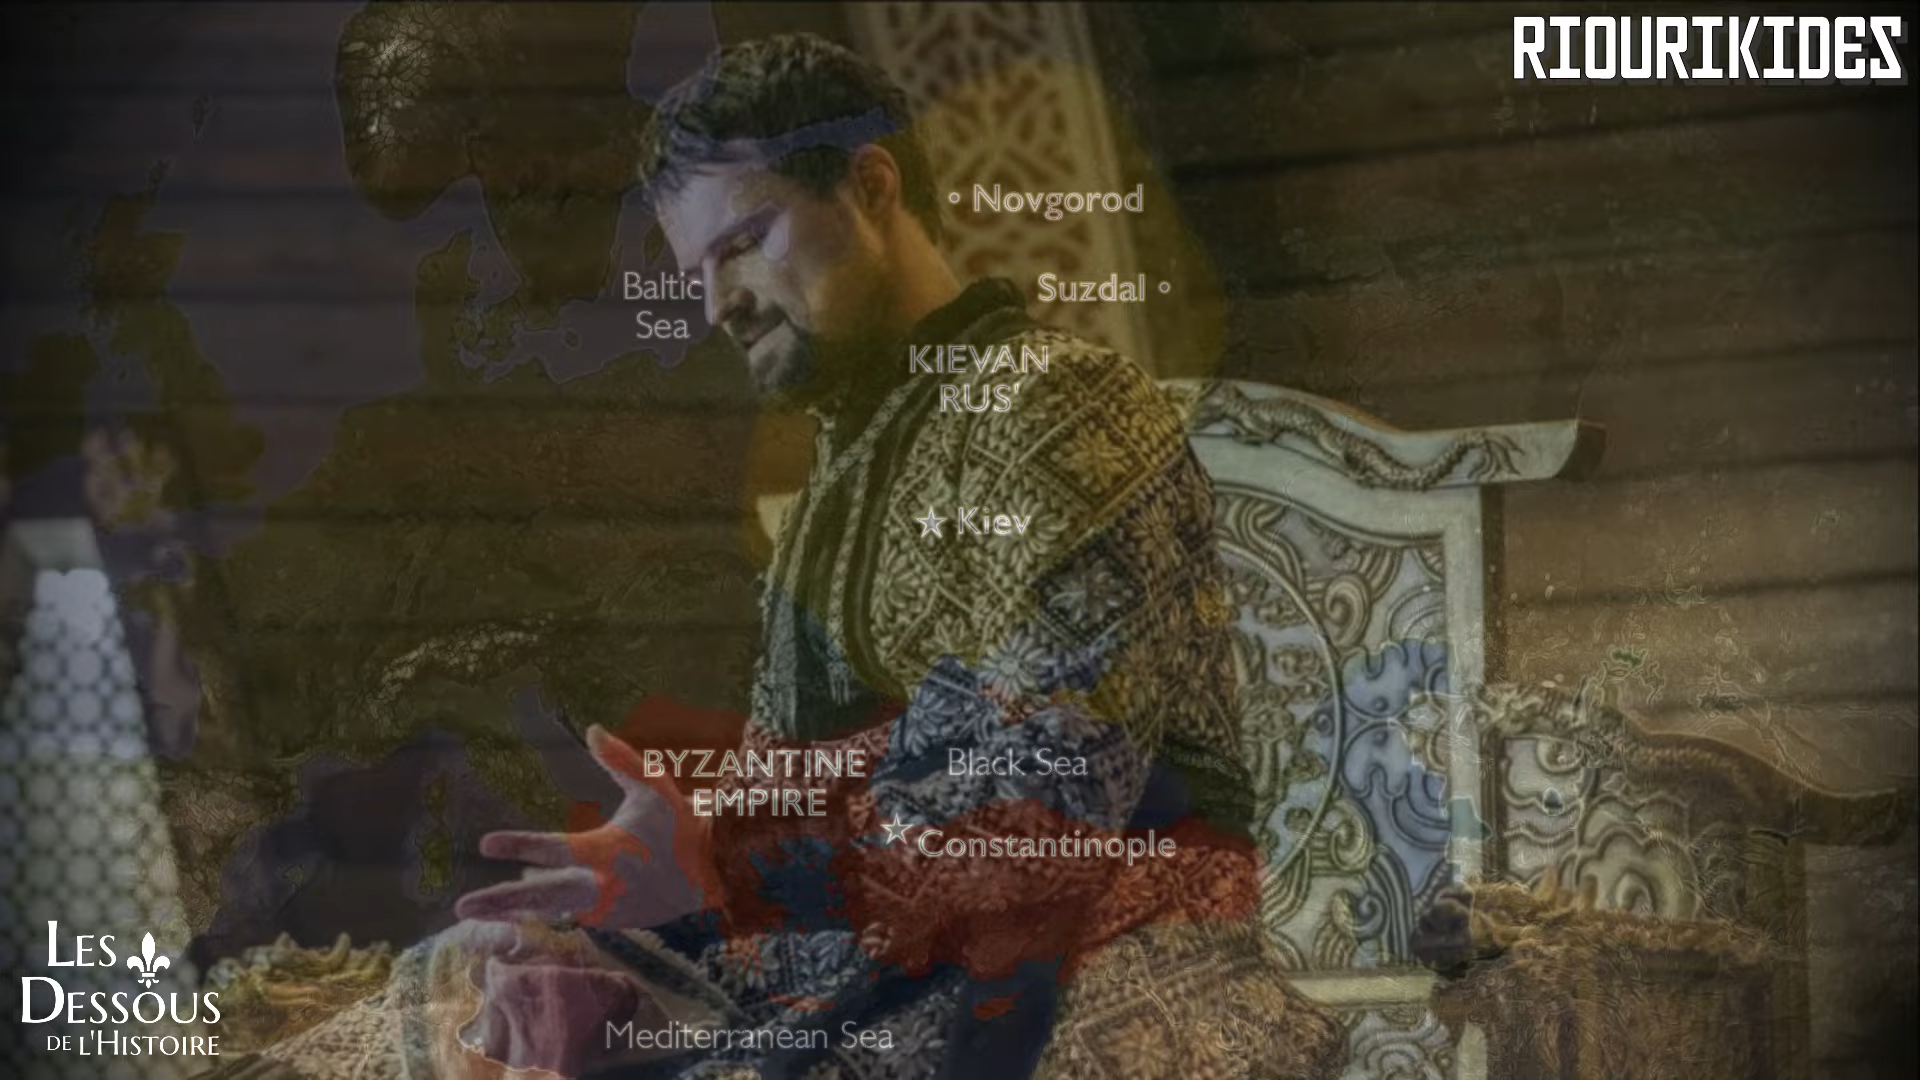 RIOURIKIDES
Novgorod
Baltic
Sea
Suzdal
KIEVAN
RUS'
Kiev
BYZANTINE
EMPIRE
Black Sea
Constantinople
Mediterranean Sea
LES
DESSOUS
DE L'HISTOIRE